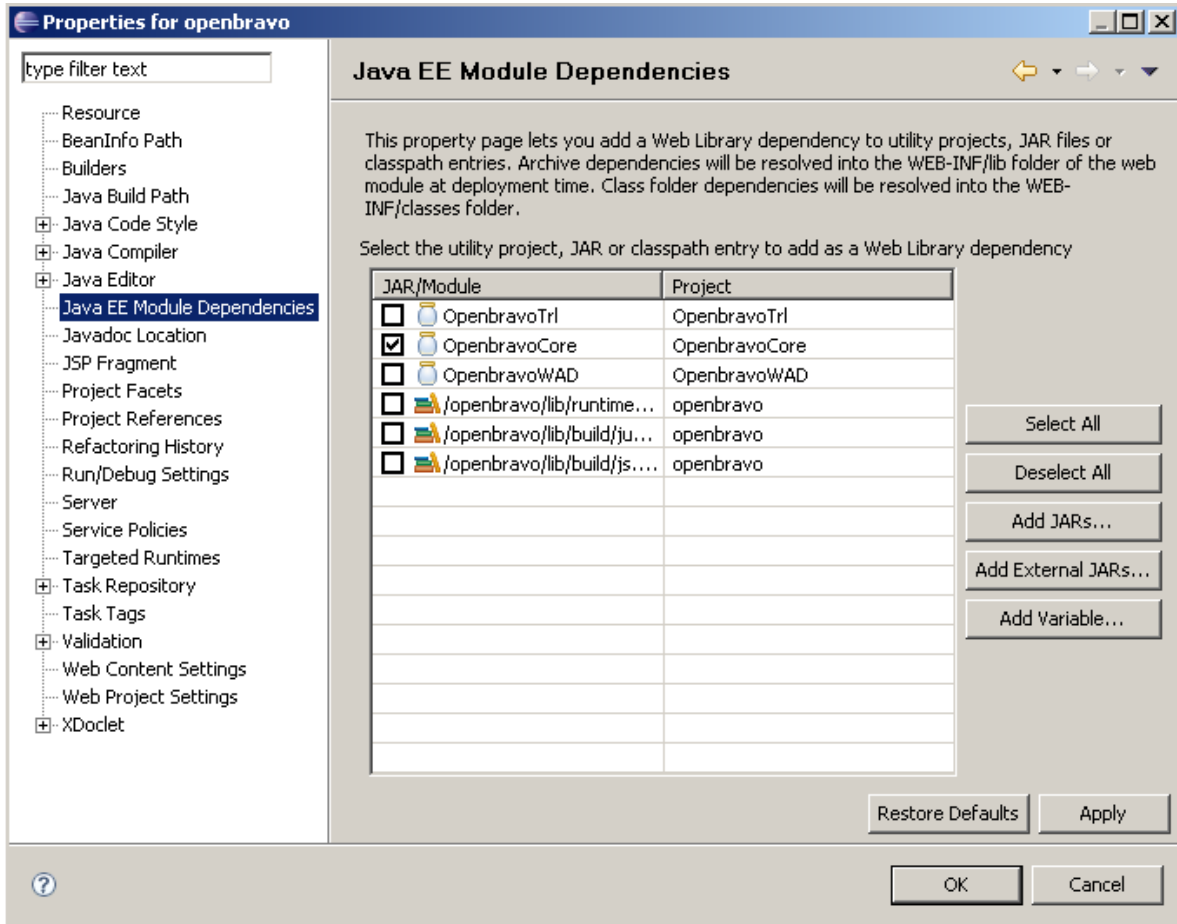 Properties for openbravo
type filter text
Resource
BeanInfo Path
Builders
Java Build Path
Java Code Style
Java Compiler
Java Editor
Java EE Module Dependencies
Javadoc Location
JSP Fragment
Project Facets
Project References
Refactoring History
Run/Debug Settings
Server
Service Policies
Targeted Runtimes
Task Repository
Task Tags
Validation
Web Content Settings
Web Project Settings
XDoclet
Java EE Module Dependencies
This property page lets you add a Web Library dependency to utility projects, JAR files or
classpath entries. Archive dependencies will be resolved into the WEB-INF/lib folder of the web
module at deployment time. Class folder dependencies will be resolved into the WEB-
INF/classes folder.
Select the utility project, JAR or classpath entry to add as a Web Library dependency
JAR/Module Project
OpenbravoTrl OpenbravoTrl
OpenbravoCore OpenbravoCore
OpenbravoWAD OpenbravoWAD
/openbravo/lib/runtime... openbravo
/openbravo/lib/build/ju... openbravo
/openbravo/lib/build/js.... openbravo
Select All
Deselect All
Add JARs...
Add External JARs...
Add Variable...
Restore Defaults Apply
? OK Cancel